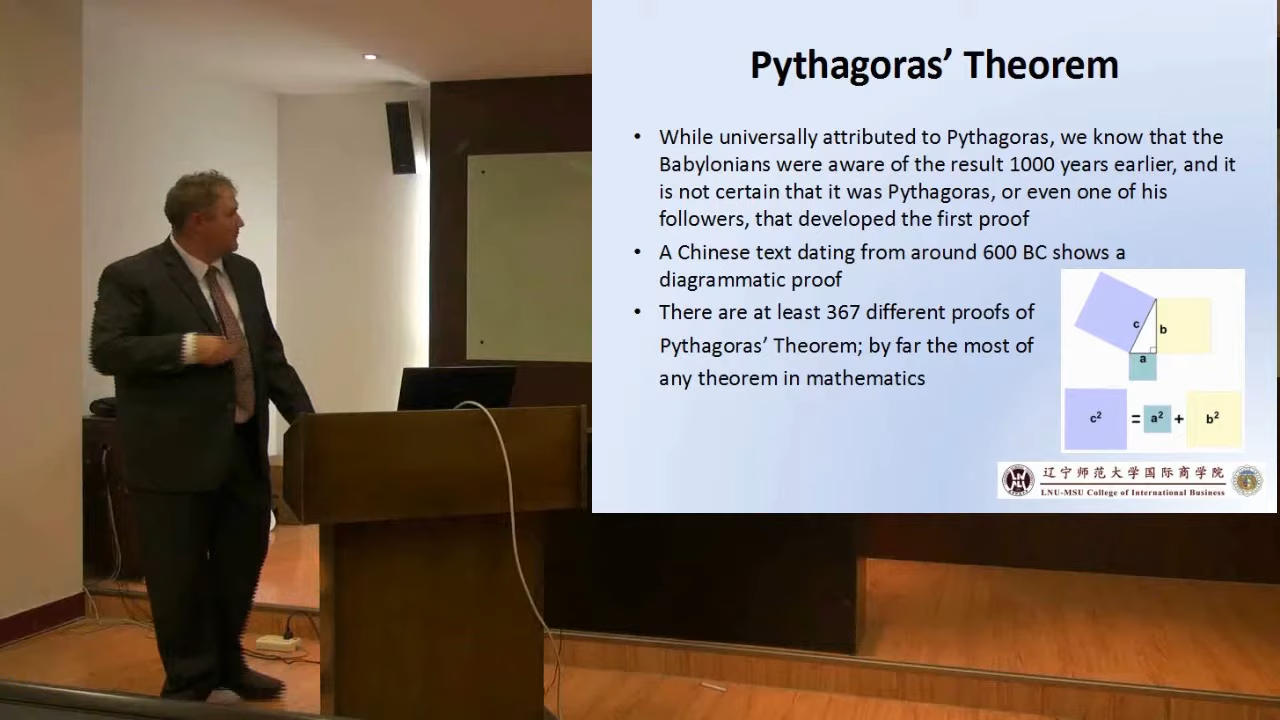 Pythagoras’ Theorem
• While universally attributed to Pythagoras, we know that the
Babylonians were aware of the result 1000 years earlier, and it
is not certain that it was Pythagoras, or even one of his
followers, that developed the first proof
• A Chinese text dating from around 600 BC shows a
diagrammatic proof
• There are at least 367 different proofs of
Pythagoras’ Theorem; by far the most of
any theorem in mathematics
c
b
a
c² = a² + b²
辽宁师范大学国际商学院
LNU-MSU College of International Business